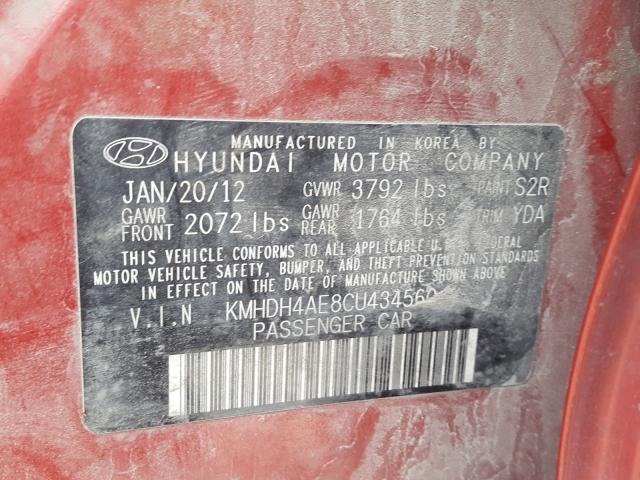 MANUFACTURED IN KOREA BY
HYUNDAI MOTOR COMPANY
JAN/20/12 GVWR 3792 lbs PAINT S2R
GAWR FRONT 2072 lbs GAWR REAR 1764 lbs TRIM YDA
THIS VEHICLE CONFORMS TO ALL APPLICABLE
MOTOR VEHICLE SAFETY, BUMPER, AND THEFT PREVENTION STANDARDS
IN EFFECT ON THE DATE OF MANUFACTURE SHOWN ABOVE.
V.I.N
PASSENGER CAR